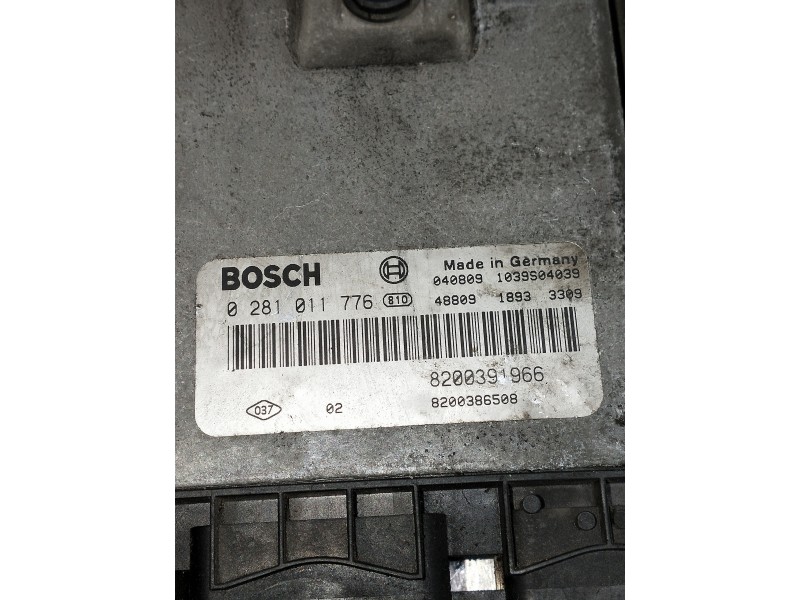 BOSCH
Made in Germany
040809 1039S04039
0 281 011 776 810
48809 1893 3309
8200391966
037 02 8200386508